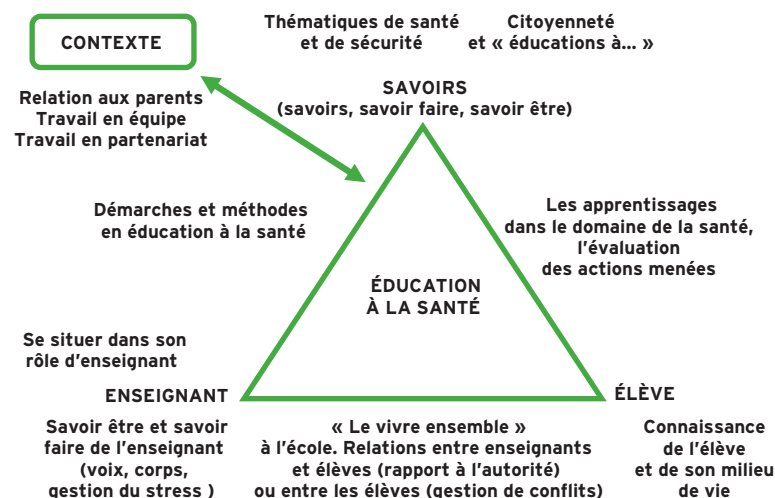 CONTEXTE
Relation aux parents
Travail en équipe
Travail en partenariat
Thématiques de santé
et de sécurité
Citoyenneté
et « éducations à... »
SAVOIRS
(savoirs, savoir faire, savoir être)
Démarches et méthodes
en éducation à la santé
Les apprentissages
dans le domaine de la santé,
l'évaluation
des actions menées
ÉDUCATION
À LA SANTÉ
Se situer dans son
rôle d'enseignant
ENSEIGNANT
ÉLÈVE
Savoir être et savoir
faire de l'enseignant
(voix, corps,
gestion du stress )
« Le vivre ensemble »
à l'école. Relations entre enseignants
et élèves (rapport à l'autorité)
ou entre les élèves (gestion de conflits)
Connaissance
de l'élève
et de son milieu
de vie